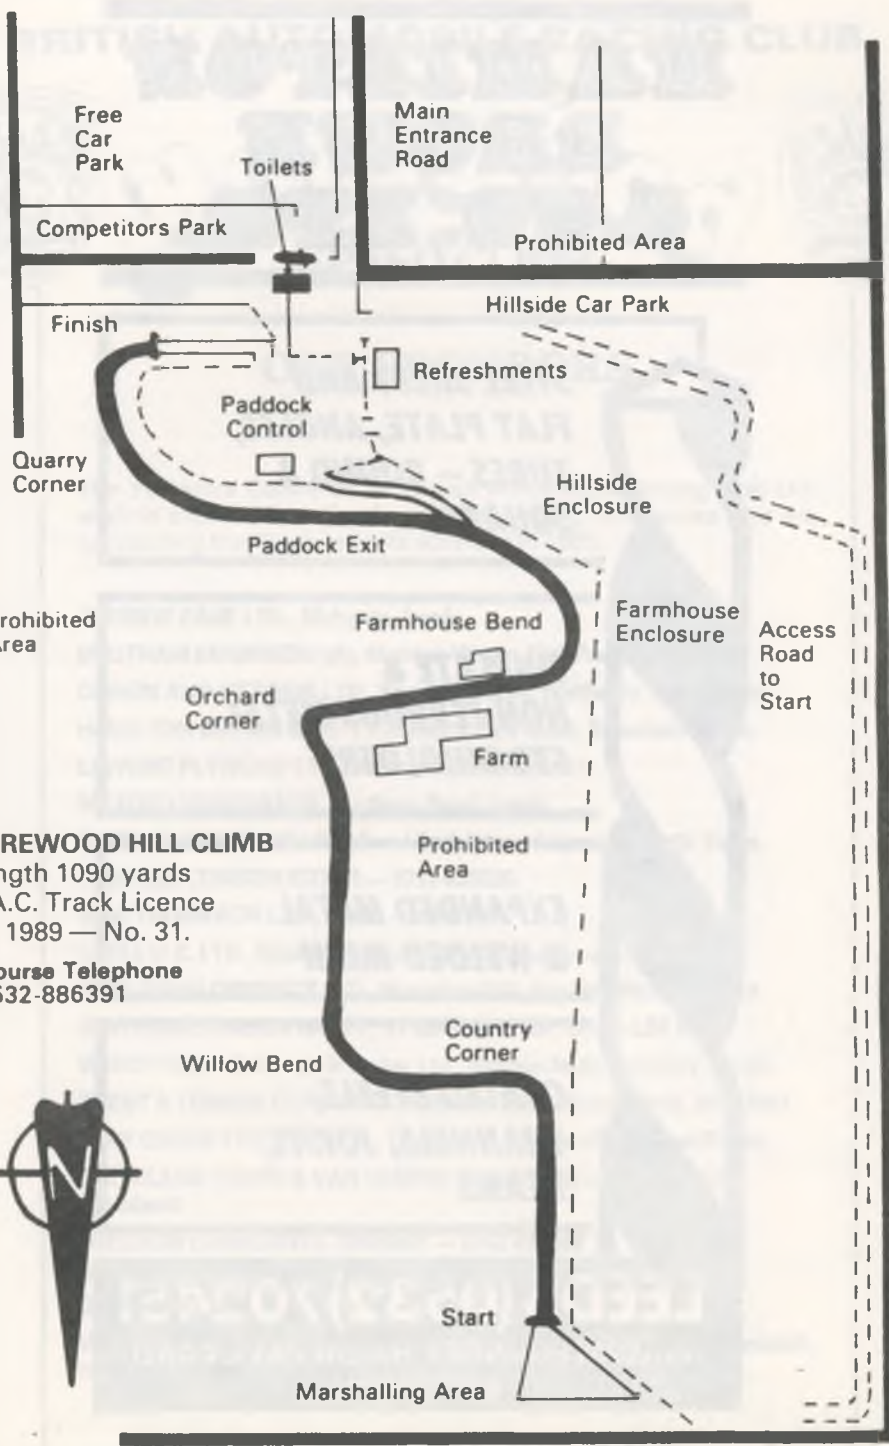 Free
Car
Park
Main
Entrance
Road
Toilets
Competitors Park
Prohibited Area
Hillside Car Park
Finish
Refreshments
Paddock
Control
Quarry
Corner
Hillside
Enclosure
Paddock Exit
rohibited
rea
Farmhouse Bend
Farmhouse
Enclosure
Access
Road
to
Start
Orchard
Corner
Farm
REWOOD HILL CLIMB
ngth 1090 yards
A.C. Track Licence
1989 — No. 31.
ourse Telephone
532-886391
Prohibited
Area
Country
Corner
Willow Bend
N
Start
Marshalling Area